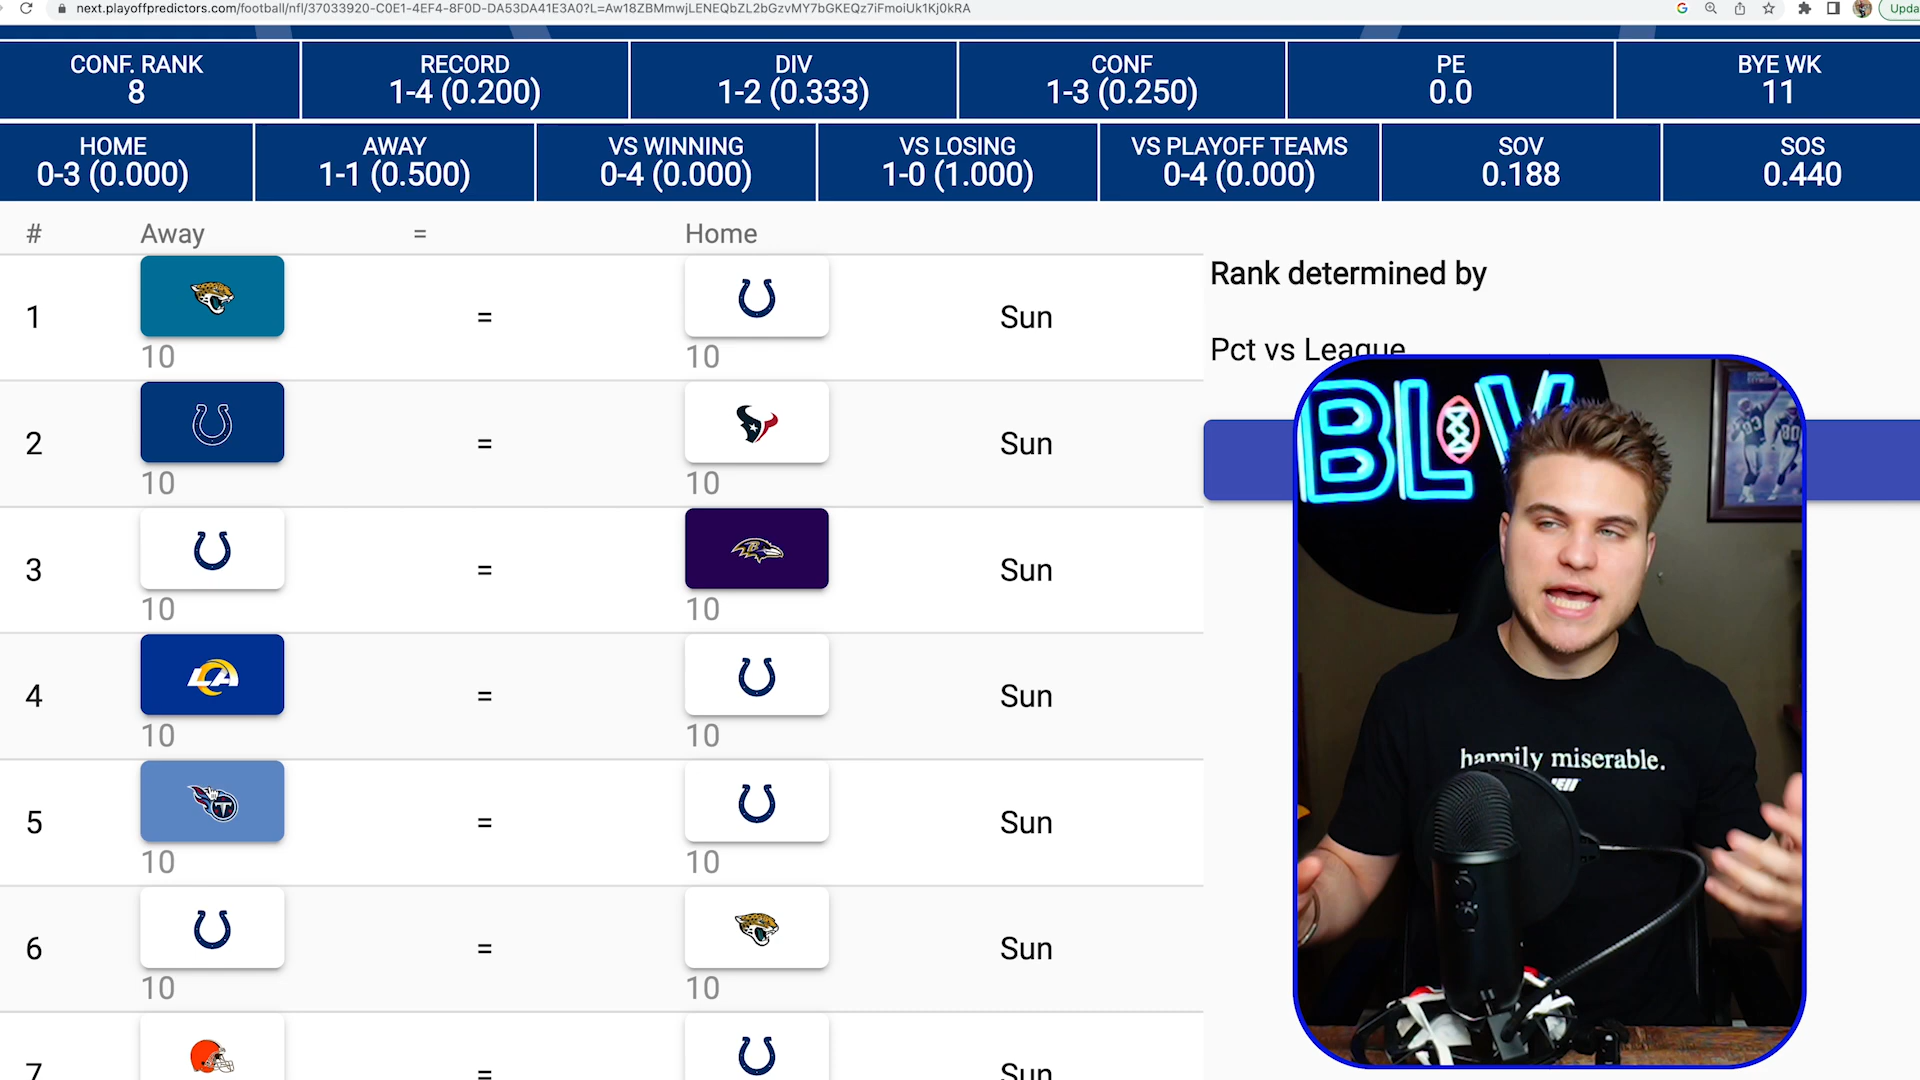 next.playoffpredictors.com/football/nfl/37033920-C0E1-4EF4-8F0D-DA53DA41E3A0?L=Aw18ZBMmwjLENEQbZL2bGzvMY7bGKEQz7iFmoiUk1Kj0kRA
Upda
CONF. RANK RECORD DIV CONF PE BYE WK
8 1-4 (0.200) 1-2 (0.333) 1-3 (0.250) 0.0 11
HOME AWAY VS WINNING VS LOSING VS PLAYOFF TEAMS SOV SOS
0-3 (0.000) 1-1 (0.500) 0-4 (0.000) 1-0 (1.000) 0-4 (0.000) 0.188 0.440
# Away = Home
Rank determined by
Pct vs League
1 = Sun
10 10
2 = Sun
10 10
3 = Sun
10 10
4 LA = Sun
10 10
5 T = Sun
10 10
6 = Sun
10 10
7 = Sun
BLV
93 80
happily miserable.